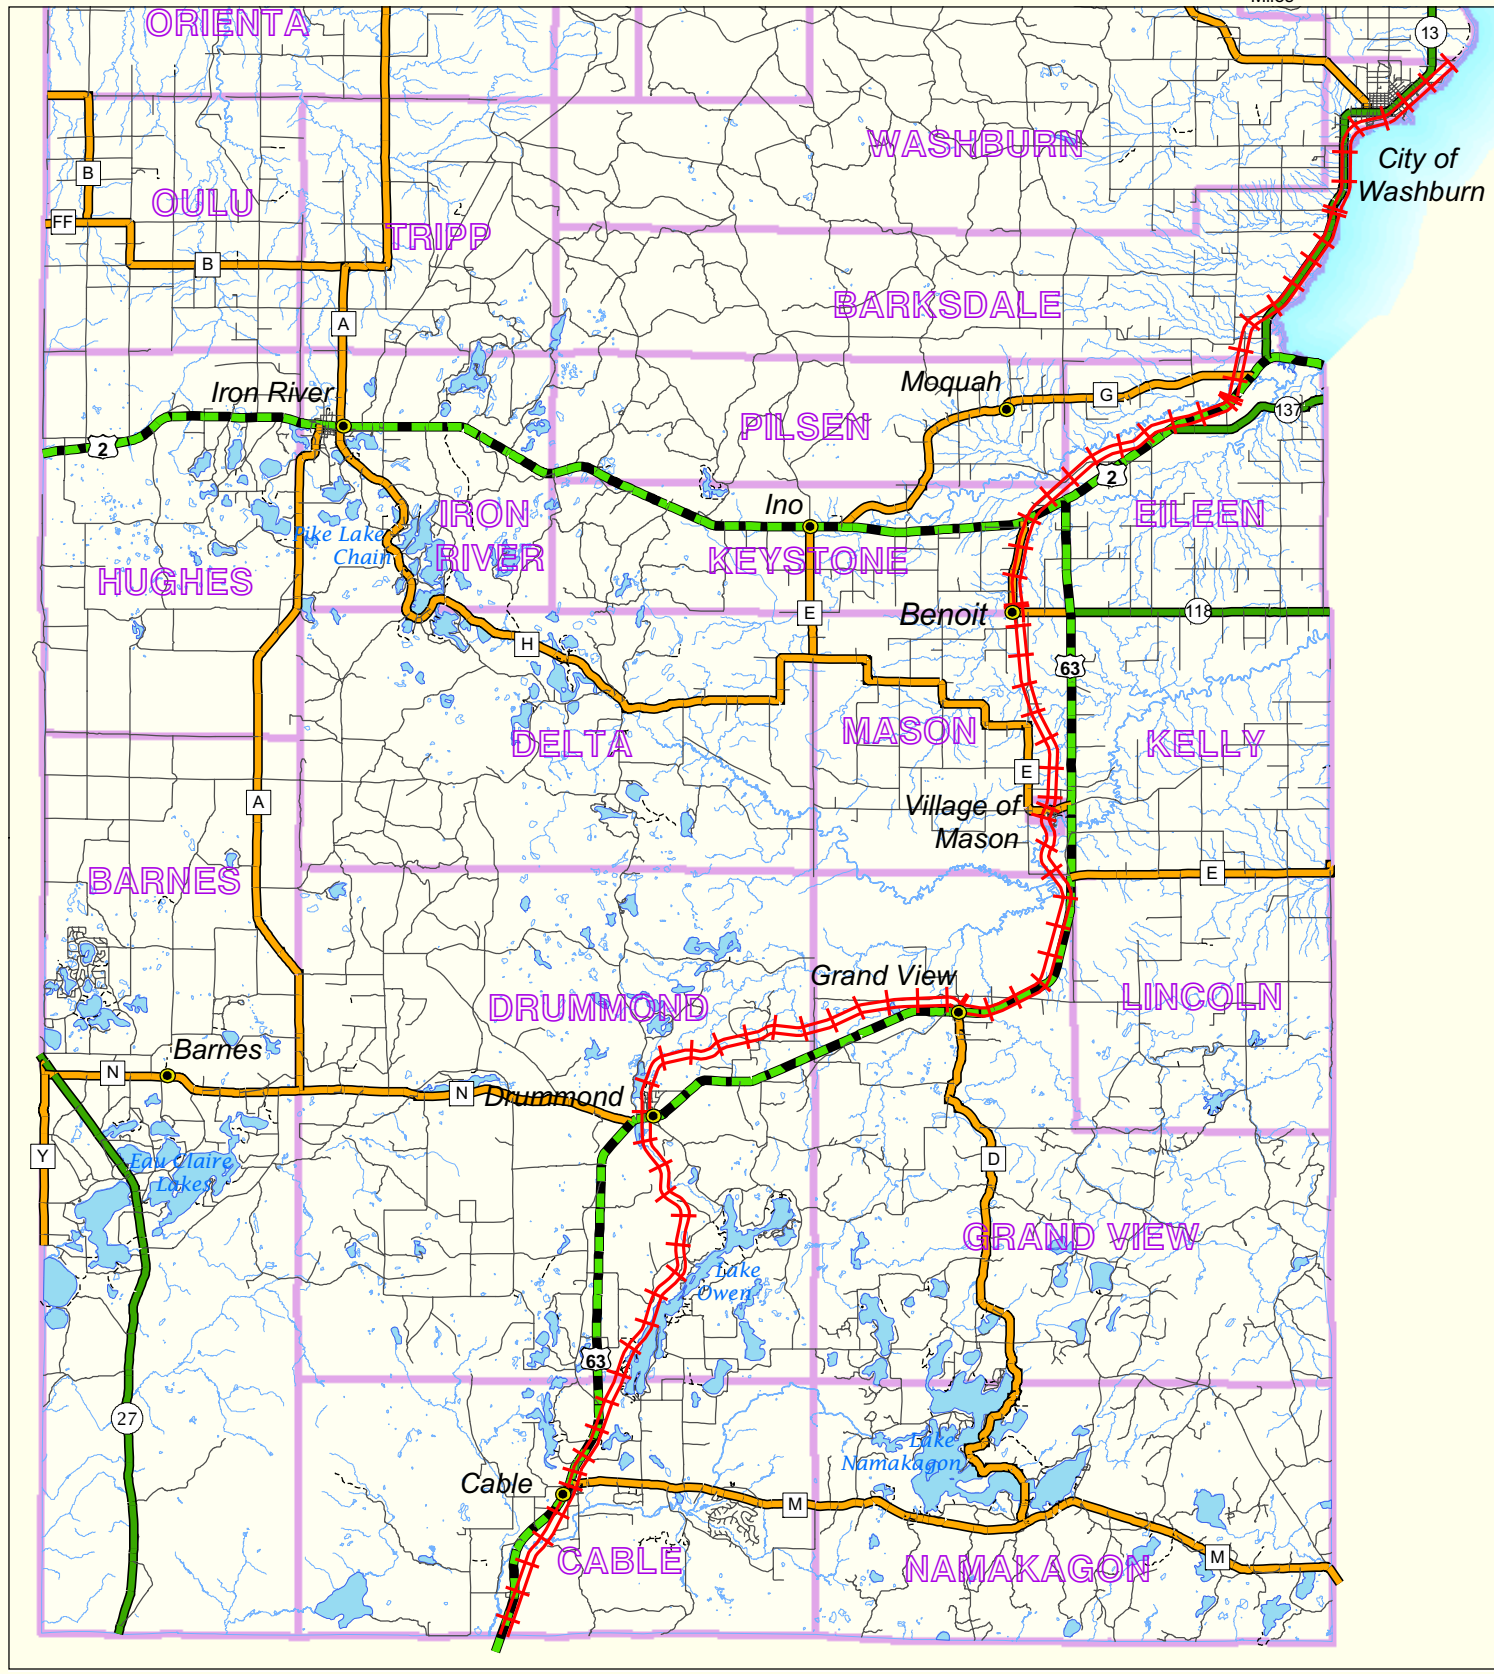 ORIENTA
13
WASHBURN
City of
Washburn
B
OULU
FF
TRIPP
B
BARKSDALE
A
Iron River
Moquah
G
137
PILSEN
2
2
Ino
IRON
RIVER
EILEEN
Pike Lake
Chain
KEYSTONE
HUGHES
E
Benoit
118
H
63
MASON
DELTA
KELLY
E
A
Village of
Mason
E
BARNES
Grand View
LINCOLN
DRUMMOND
Barnes
N
N
Drummond
Y
D
Eau Claire
Lakes
GRAND VIEW
Lake
Owen
63
27
Lake
Namakagon
Cable
M
M
CABLE
NAMAKAGON